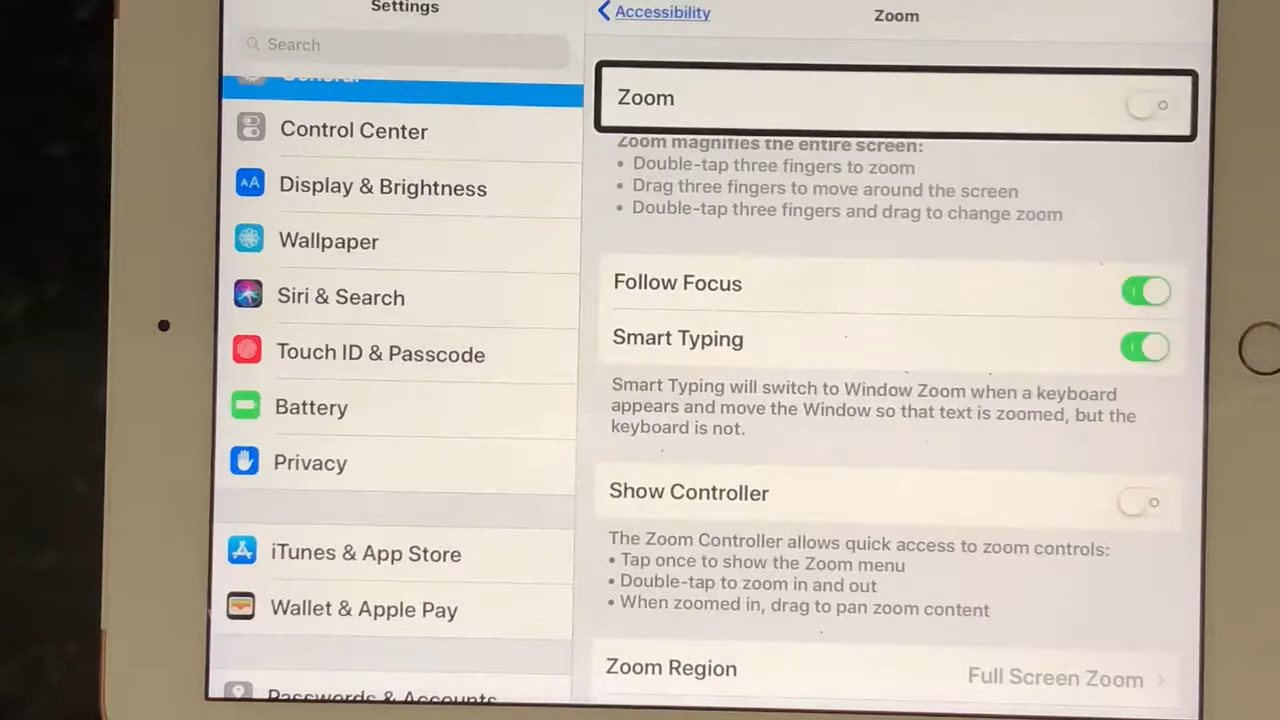 Settings
Search
General
Control Center
Display & Brightness
Wallpaper
Siri & Search
Touch ID & Passcode
Battery
Privacy
iTunes & App Store
Wallet & Apple Pay
Passwords & Accounts
Accessibility
Zoom
Zoom
Zoom magnifies the entire screen:
• Double-tap three fingers to zoom
• Drag three fingers to move around the screen
• Double-tap three fingers and drag to change zoom
Follow Focus
Smart Typing
Smart Typing will switch to Window Zoom when a keyboard
appears and move the Window so that text is zoomed, but the
keyboard is not.
Show Controller
The Zoom Controller allows quick access to zoom controls:
• Tap once to show the Zoom menu
• Double-tap to zoom in and out
• When zoomed in, drag to pan zoom content
Zoom Region Full Screen Zoom